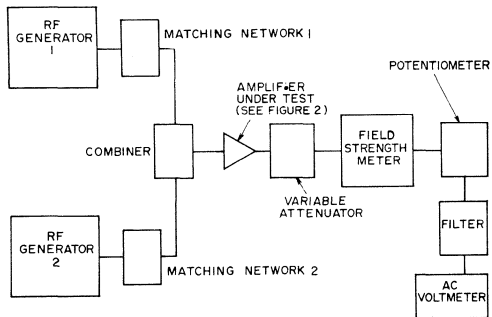 RF
GENERATOR
1
MATCHING NETWORK 1
POTENTIOMETER
AMPLIFIER
UNDER TEST
(SEE FIGURE 2)
COMBINER
FIELD
STRENGTH
METER
VARIABLE
ATTENUATOR
RF
GENERATOR
2
MATCHING NETWORK 2
FILTER
AC
VOLTMETER